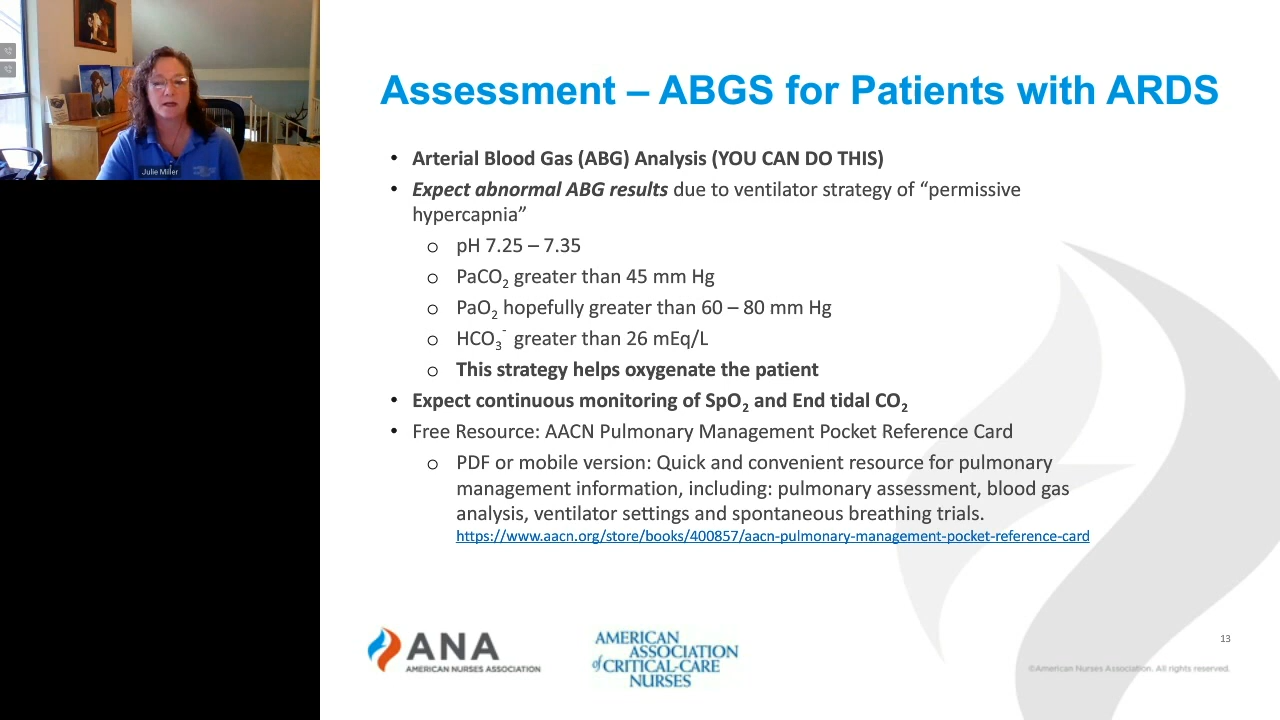 Julie Miller
Assessment – ABGS for Patients with ARDS
• Arterial Blood Gas (ABG) Analysis (YOU CAN DO THIS)
• Expect abnormal ABG results due to ventilator strategy of “permissive
hypercapnia”
o pH 7.25 – 7.35
o PaCO₂ greater than 45 mm Hg
o PaO₂ hopefully greater than 60 – 80 mm Hg
o HCO₃⁻ greater than 26 mEq/L
o This strategy helps oxygenate the patient
• Expect continuous monitoring of SpO₂ and End tidal CO₂
• Free Resource: AACN Pulmonary Management Pocket Reference Card
o PDF or mobile version: Quick and convenient resource for pulmonary
management information, including: pulmonary assessment, blood gas
analysis, ventilator settings and spontaneous breathing trials.
https://www.aacn.org/store/books/400857/aacn-pulmonary-management-pocket-reference-card
ANA
AMERICAN NURSES ASSOCIATION
AMERICAN
ASSOCIATION
of CRITICAL-CARE
NURSES
13
©American Nurses Association. All rights reserved.